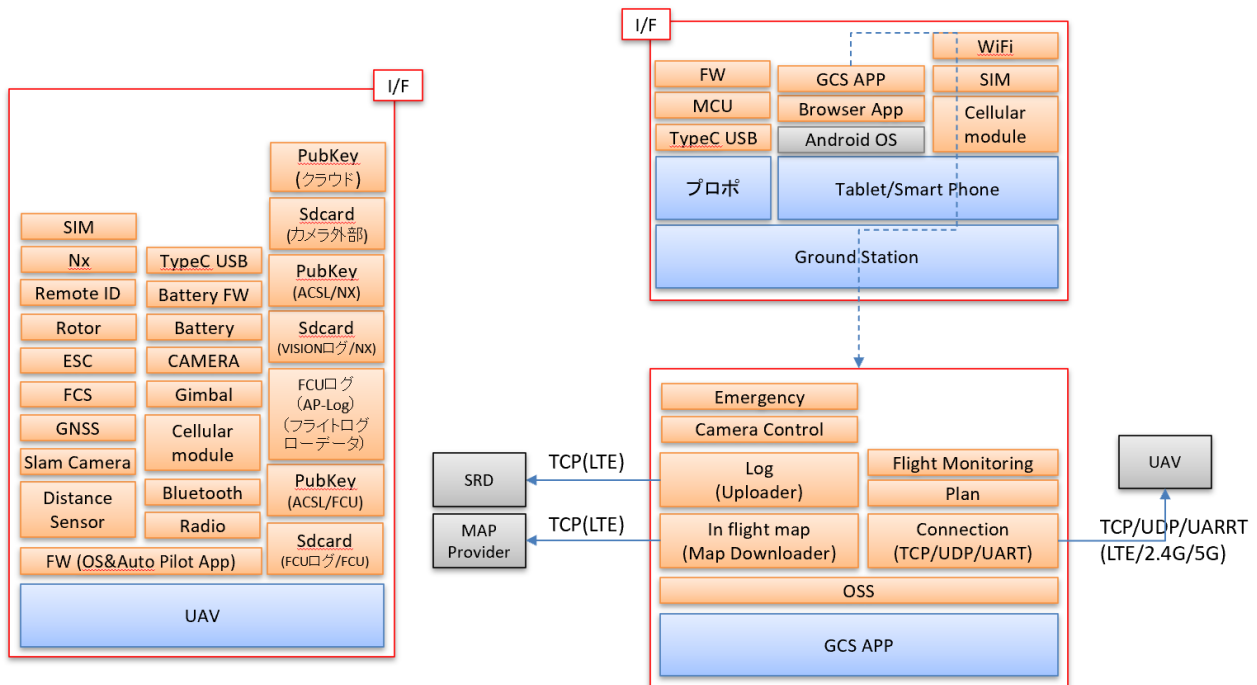 I/F
PubKey
(クラウド)
SIM
Sdcard
(カメラ外部)
Nx
TypeC USB
PubKey
(ACSL/NX)
Remote ID
Battery FW
Rotor
Battery
Sdcard
(VISIONログ/NX)
ESC
CAMERA
FCS
Gimbal
FCUログ
(AP-Log)
(フライトログ
ローデータ)
GNSS
Cellular
module
Slam Camera
Distance
Sensor
Bluetooth
PubKey
(ACSL/FCU)
Radio
FW (OS&Auto Pilot App)
Sdcard
(FCUログ/FCU)
UAV
I/F
WiFi
FW
GCS APP
SIM
MCU
Browser App
Cellular
module
TypeC USB
Android OS
プロポ
Tablet/Smart Phone
Ground Station
Emergency
Camera Control
Log
(Uploader)
Flight Monitoring
Plan
In flight map
(Map Downloader)
Connection
(TCP/UDP/UART)
OSS
GCS APP
SRD
TCP(LTE)
MAP
Provider
TCP(LTE)
UAV
TCP/UDP/UARRT
(LTE/2.4G/5G)